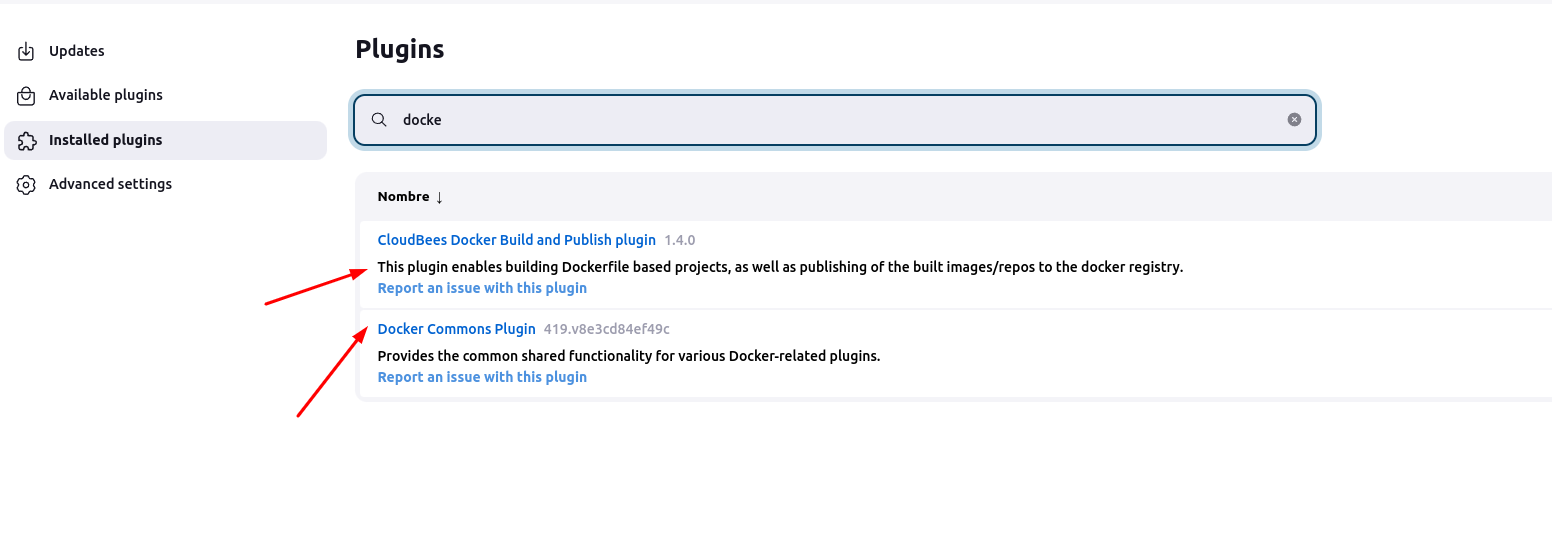 Updates
Available plugins
Installed plugins
Advanced settings
Plugins
docke
Nombre ↓
CloudBees Docker Build and Publish plugin 1.4.0
This plugin enables building Dockerfile based projects, as well as publishing of the built images/repos to the docker registry.
Report an issue with this plugin
Docker Commons Plugin 419.v8e3cd84ef49c
Provides the common shared functionality for various Docker-related plugins.
Report an issue with this plugin